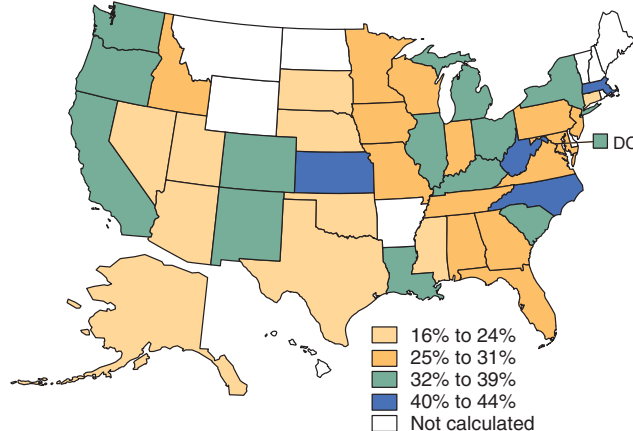 DC
16% to 24%
25% to 31%
32% to 39%
40% to 44%
Not calculated